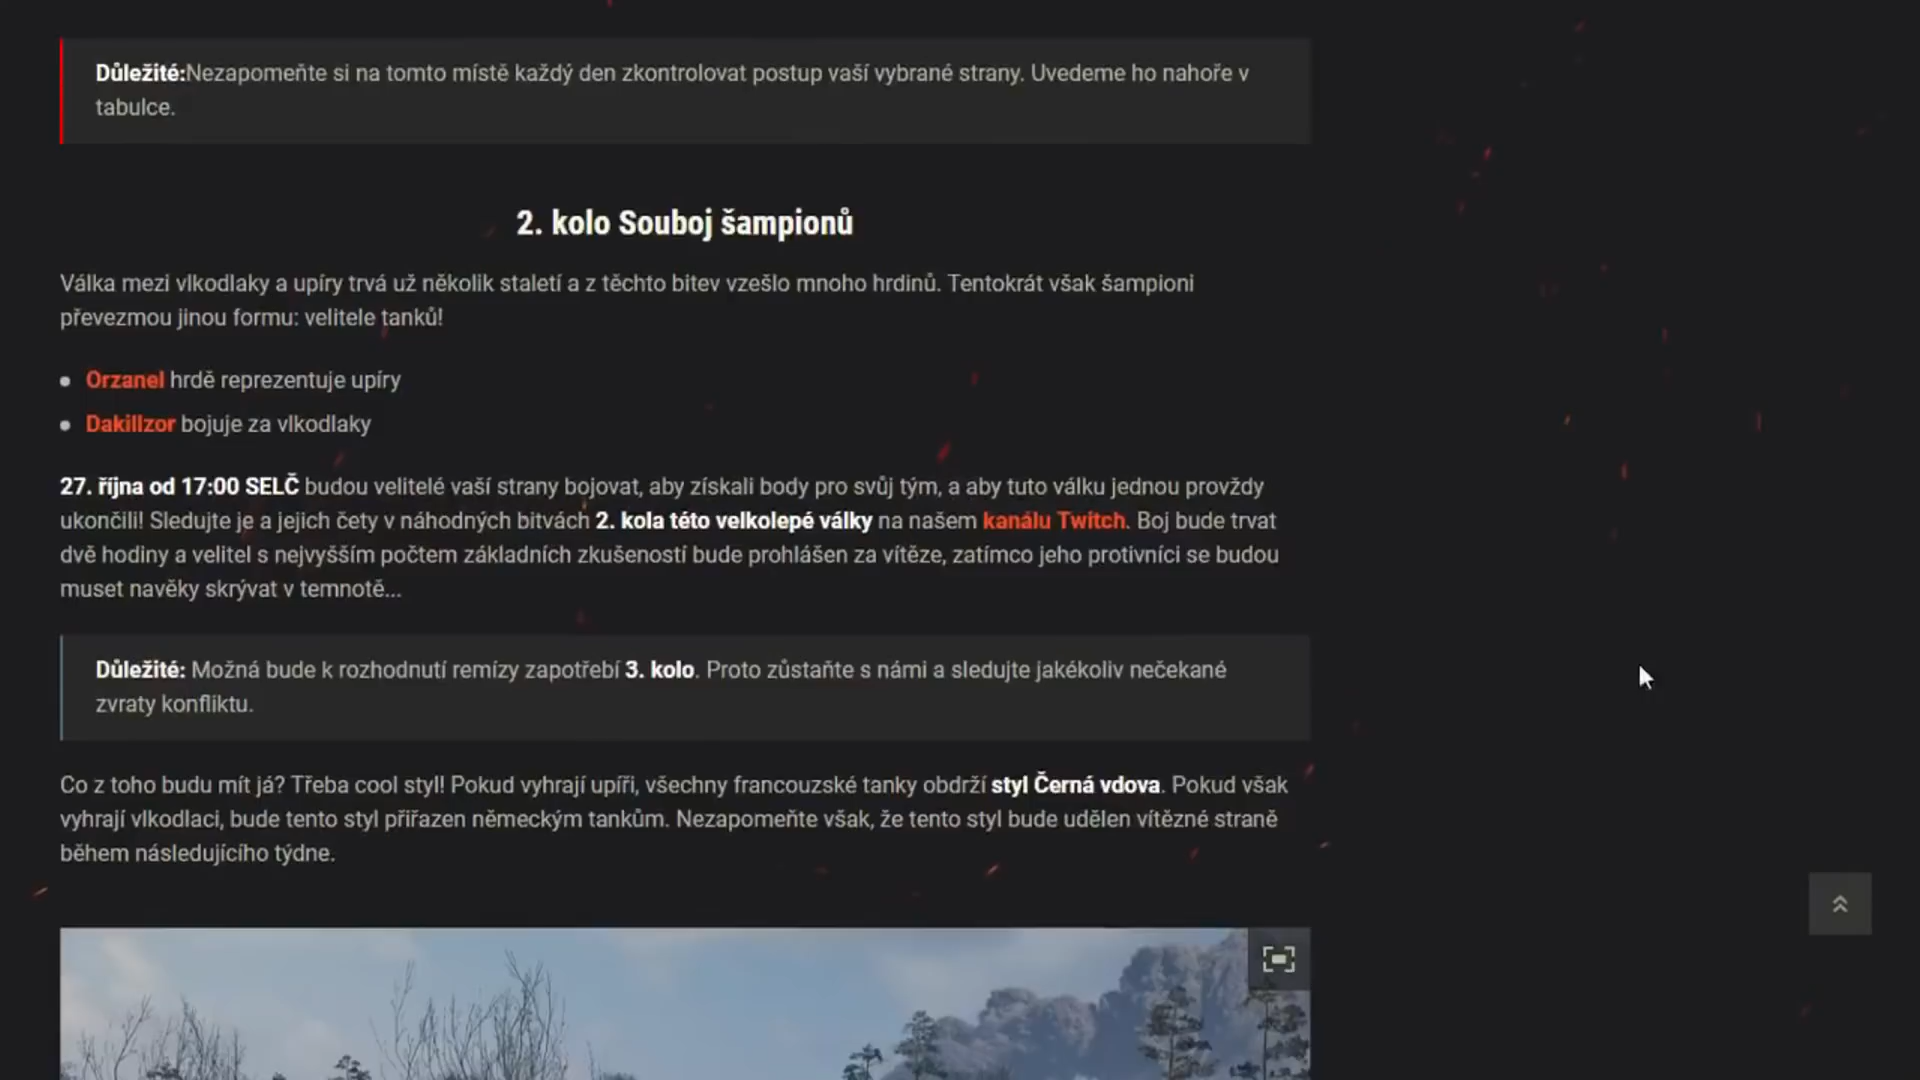 Důležité:Nezapomeňte si na tomto místě každý den zkontrolovat postup vaší vybrané strany. Uvedeme ho nahoře v
tabulce.
2. kolo Souboj šampionů
Válka mezi vlkodlaky a upíry trvá už několik staletí a z těchto bitev vzešlo mnoho hrdinů. Tentokrát však šampioni
převezmou jinou formu: velitele tanků!
• Orzanel hrdě reprezentuje upíry
• Dakillzor bojuje za vlkodlaky
27. října od 17:00 SELČ budou velitelé vaší strany bojovat, aby získali body pro svůj tým, a aby tuto válku jednou provždy
ukončili! Sledujte je a jejich čety v náhodných bitvách 2. kola této velkolepé války na našem kanálu Twitch. Boj bude trvat
dvě hodiny a velitel s nejvyšším počtem základních zkušeností bude prohlášen za vítěze, zatímco jeho protivníci se budou
muset navěky skrývat v temnotě...
Důležité: Možná bude k rozhodnutí remízy zapotřebí 3. kolo. Proto zůstaňte s námi a sledujte jakékoliv nečekané
zvraty konfliktu.
Co z toho budu mít já? Třeba cool styl! Pokud vyhrají upíři, všechny francouzské tanky obdrží styl Černá vdova. Pokud však
vyhrají vlkodlaci, bude tento styl přiřazen německým tankům. Nezapomeňte však, že tento styl bude udělen vítězné straně
během následujícího týdne.